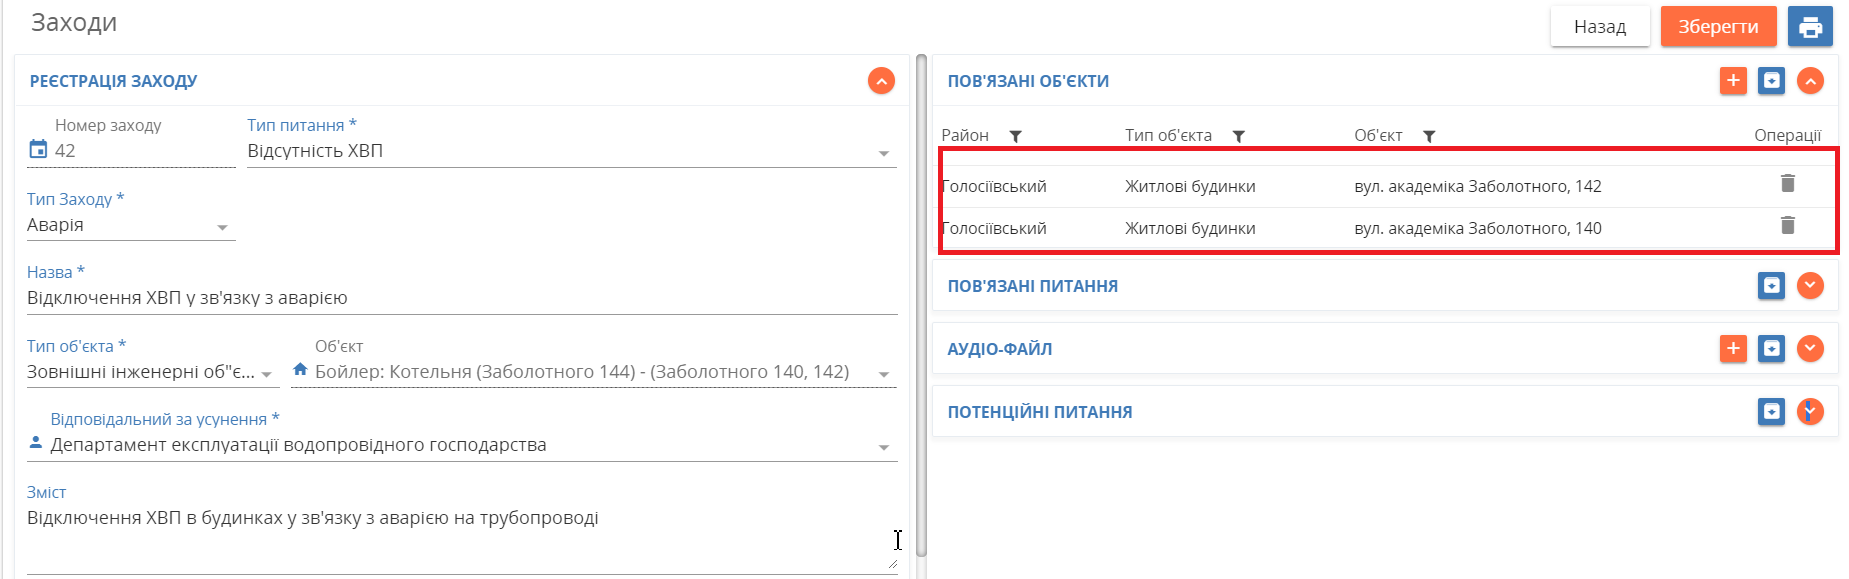 Заходи
Назад
Зберегти
РЕЄСТРАЦІЯ ЗАХОДУ
Номер заходу
42
Тип питання *
Відсутність ХВП
Тип Заходу *
Аварія
Назва *
Відключення ХВП у зв'язку з аварією
Тип об'єкта *
Зовнішні інженерні об"є...
Об'єкт
Бойлер: Котельня (Заболотного 144) - (Заболотного 140, 142)
Відповідальний за усунення *
Департамент експлуатації водопровідного господарства
Зміст
Відключення ХВП в будинках у зв'язку з аварією на трубопроводі
ПОВ'ЯЗАНІ ОБ'ЄКТИ
Район Тип об'єкта Об'єкт Операції
Голосіївський Житлові будинки вул. академіка Заболотного, 142
Голосіївський Житлові будинки вул. академіка Заболотного, 140
ПОВ'ЯЗАНІ ПИТАННЯ
АУДІО-ФАЙЛ
ПОТЕНЦІЙНІ ПИТАННЯ